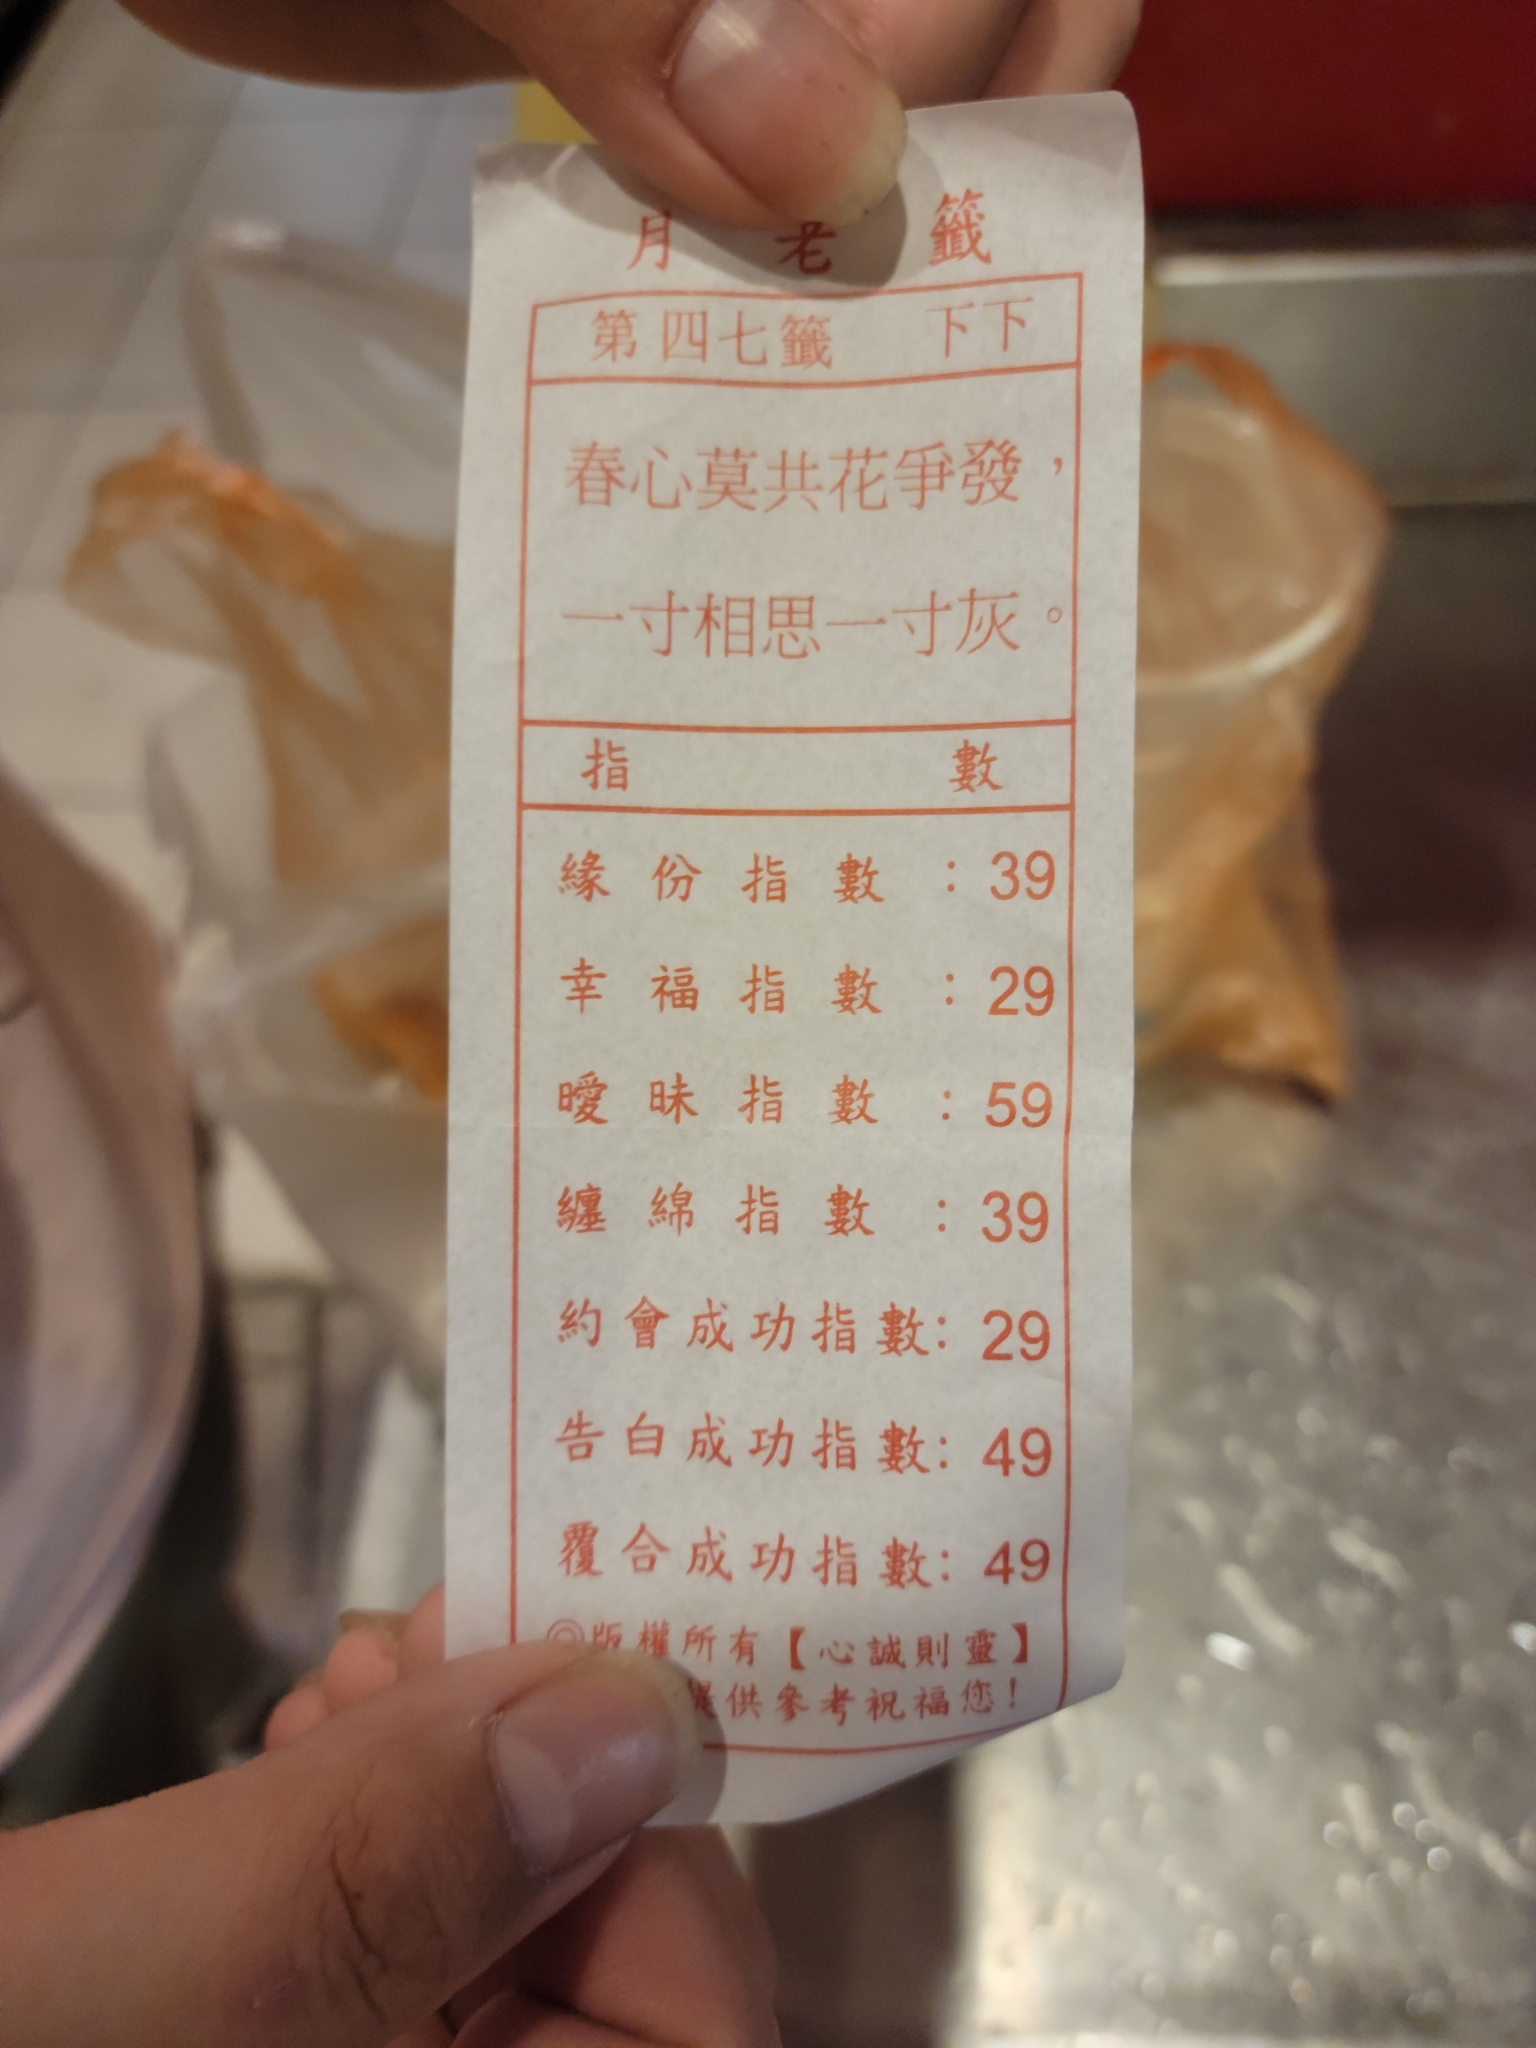 月老籤
第四七籤 下下
春心莫共花爭發，
一寸相思一寸灰。
指數
緣份指數：39
幸福指數：29
曖昧指數：59
纏綿指數：39
約會成功指數：29
告白成功指數：49
覆合成功指數：49
◎版權所有【心誠則靈】
提供參考祝福您！